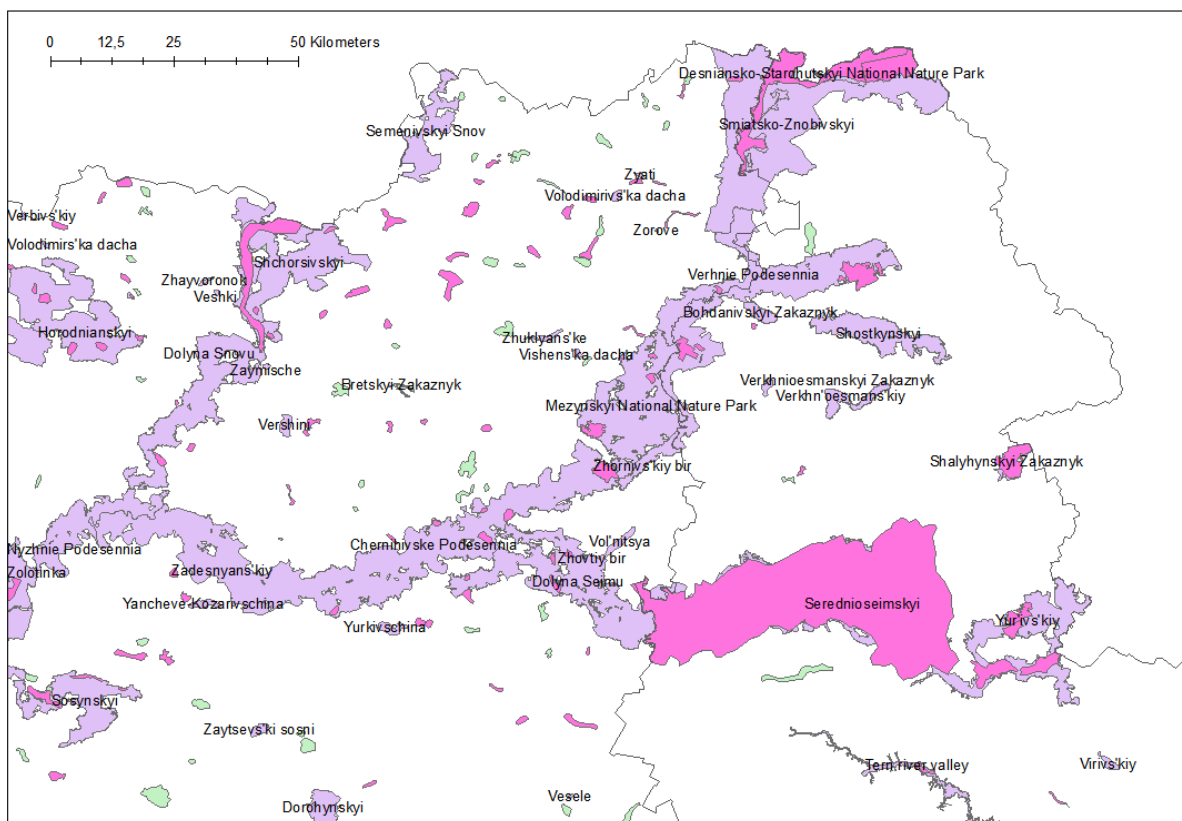 0 12,5 25 50 Kilometers
Desniansko-Starohutskyi National Nature Park
Semenivskyi Snov
Smiatsko-Znobivskyi
Zyati
Volodimirivs'ka dacha
Verbivs'kiy
Zorove
Volodimirs'ka dacha
Shchorsivskyi
Verhnie Podesennia
Zhayvoronok
Veshki
Bohdanivskyi Zakaznyk
Horodnianskyi
Shostkynskyi
Zhuklyans'ke
Dolyna Snovu
Vishens'ka dacha
Zaymische
Bretskyi Zakaznyk
Verkhnioesmanskyi Zakaznyk
Verkhn'oesmans'kiy
Mezynskyi National Nature Park
Vershini
Shalyhynskyi Zakaznyk
Zhornivs'kiy bir
Chernihivske Podesennia
Vol'nitsya
Nyzhnie Podesennia
Zhovtiy bir
Zadesnyans'kiy
Zolotinka
Dolyna Seimu
Yancheve-Kozarivschina
Serednioseimskyi
Yur'ivs'kiy
Yurkivschina
Sosynskyi
Zaytsevs'ki sosni
Tern river valley
Virivs'kiy
Vesele
Dorohynskyi